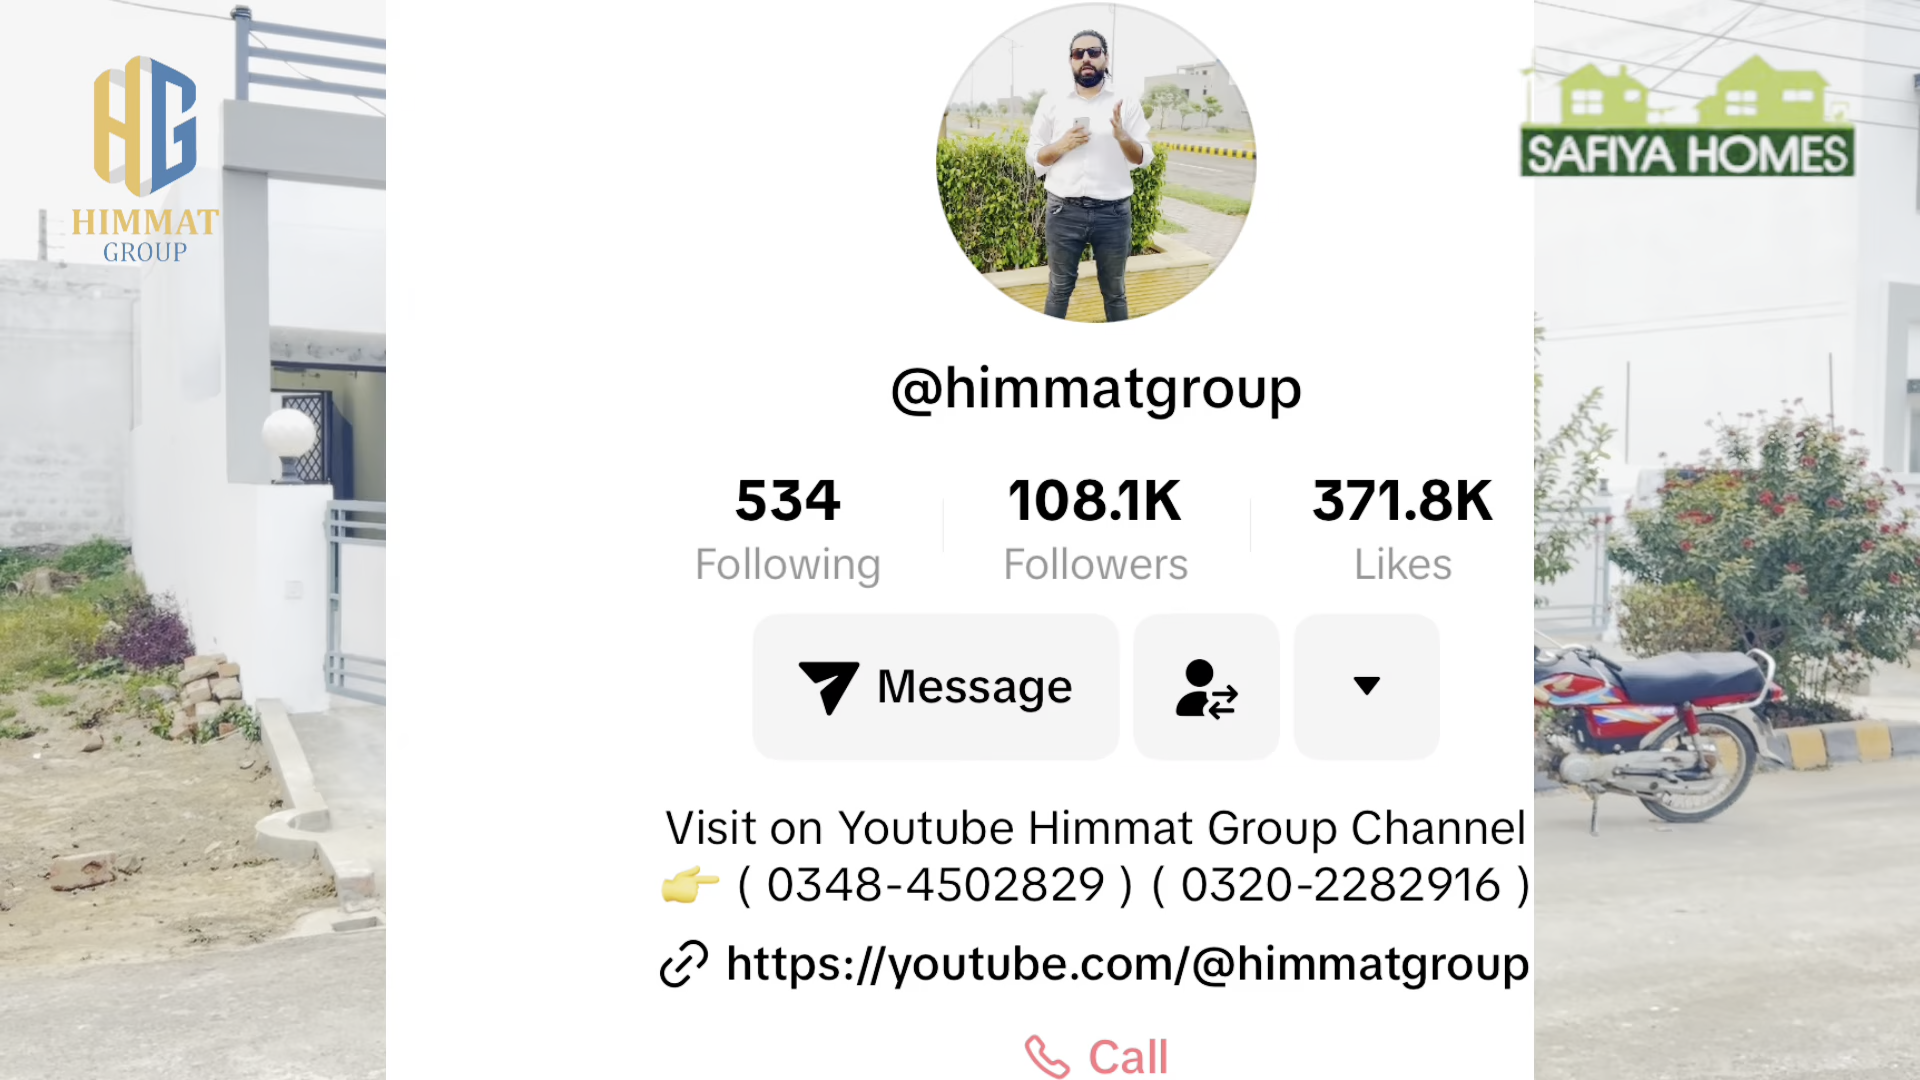 HIMMAT
GROUP
SAFIYA HOMES
@himmatgroup
534
Following
108.1K
Followers
371.8K
Likes
Message
Visit on Youtube Himmat Group Channel
👉 ( 0348-4502829 ) ( 0320-2282916 )
https://youtube.com/@himmatgroup
Call